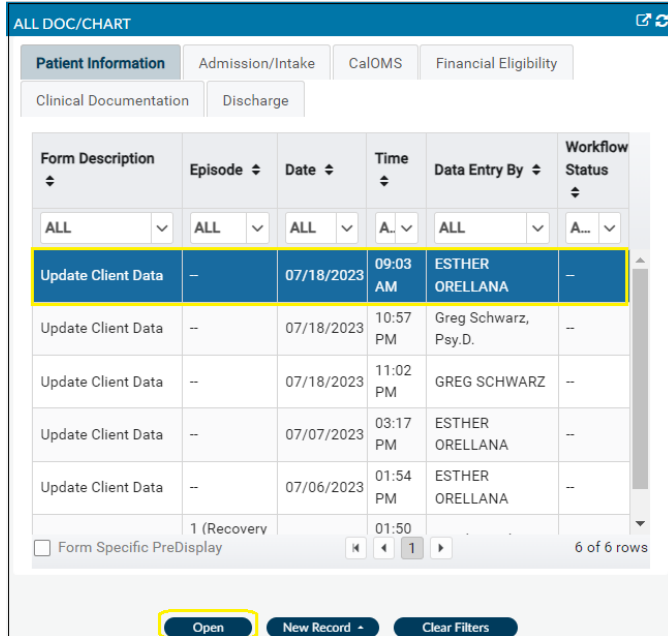 ALL DOC/CHART
Patient Information Admission/Intake CalOMS Financial Eligibility
Clinical Documentation Discharge
Form Description Episode Date Time Data Entry By Workflow Status
ALL ALL ALL A.. ALL A...
Update Client Data -- 07/18/2023 09:03 AM ESTHER ORELLANA --
Update Client Data -- 07/18/2023 10:57 PM Greg Schwarz, Psy.D. --
Update Client Data -- 07/18/2023 11:02 PM GREG SCHWARZ --
Update Client Data -- 07/07/2023 03:17 PM ESTHER ORELLANA --
Update Client Data -- 07/06/2023 01:54 PM ESTHER ORELLANA --
1 (Recovery 01:50
Form Specific PreDisplay 1 6 of 6 rows
Open New Record Clear Filters